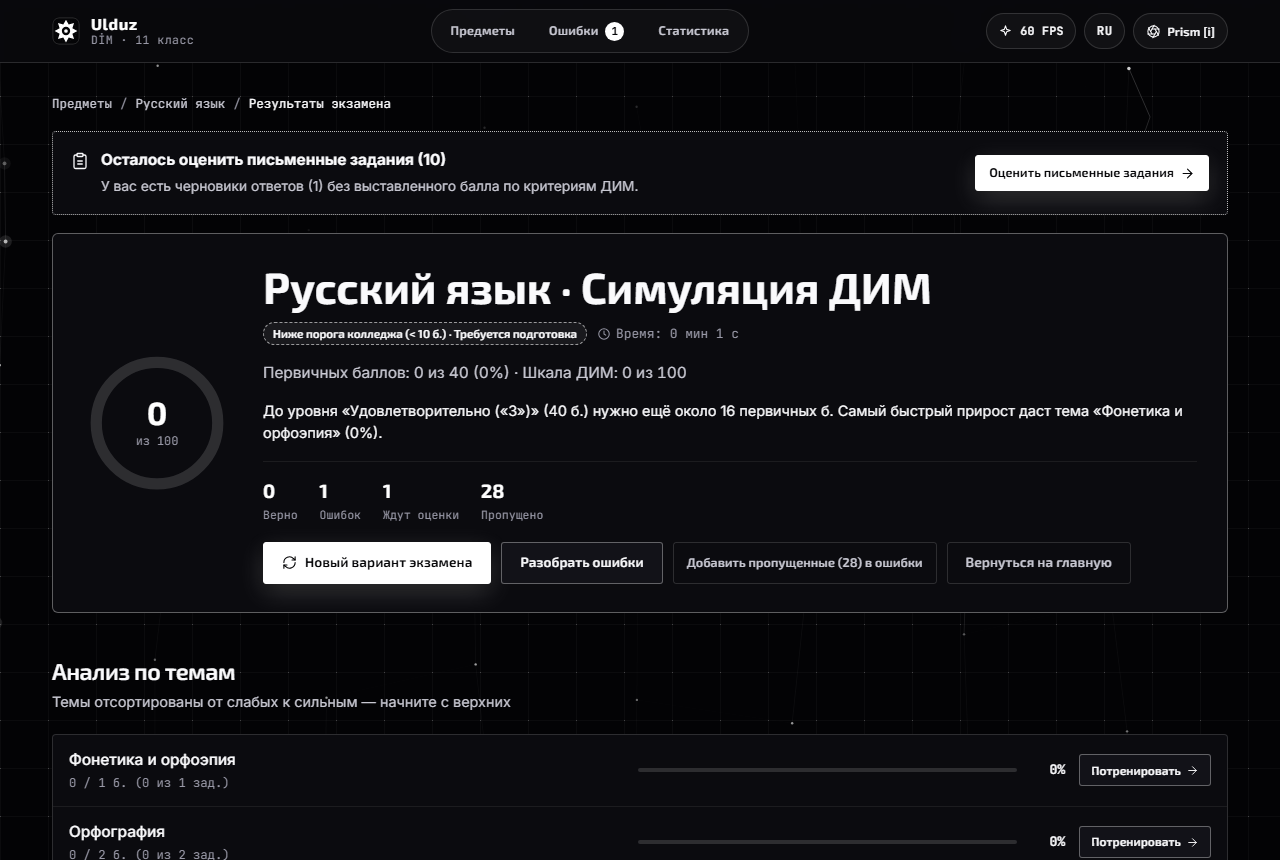 Ulduz
DİM · 11 класс
Предметы
Ошибки 1
Статистика
60 FPS
RU
Prism [i]
Предметы / Русский язык / Результаты экзамена
Осталось оценить письменные задания (10)
У вас есть черновики ответов (1) без выставленного балла по критериям ДИМ.
Оценить письменные задания →
Русский язык · Симуляция ДИМ
Ниже порога колледжа (< 10 б.) · Требуется подготовка
Время: 0 мин 1 с
Первичных баллов: 0 из 40 (0%) · Шкала ДИМ: 0 из 100
0
из 100
До уровня «Удовлетворительно («3»)» (40 б.) нужно ещё около 16 первичных б. Самый быстрый прирост даст тема «Фонетика и
орфоэпия» (0%).
0 1 1 28
Верно Ошибок Ждут оценки Пропущено
Новый вариант экзамена
Разобрать ошибки
Добавить пропущенные (28) в ошибки
Вернуться на главную
Анализ по темам
Темы отсортированы от слабых к сильным — начните с верхних
Фонетика и орфоэпия
0 / 1 б. (0 из 1 зад.)
0%
Потренировать →
Орфография
0 / 2 б. (0 из 2 зад.)
0%
Потренировать →